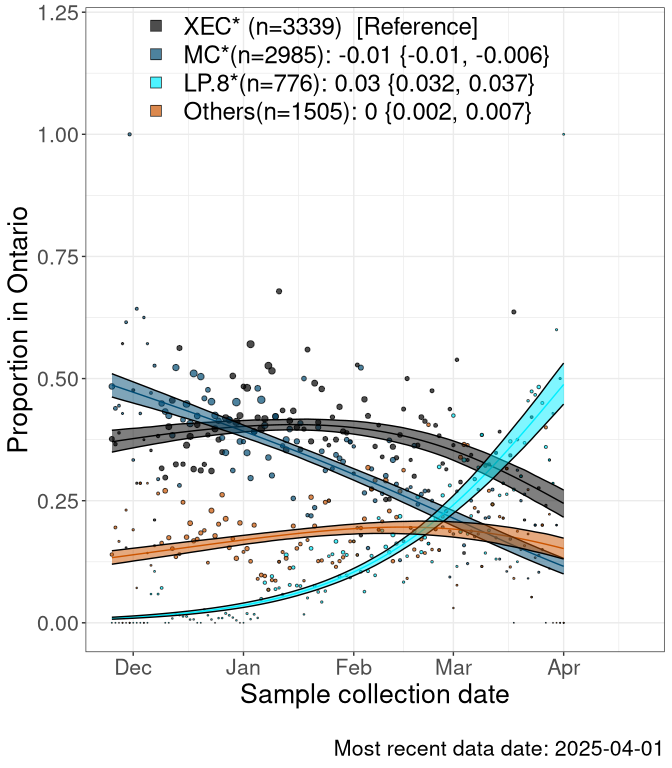 1.25
XEC* (n=3339)  [Reference]
MC*(n=2985): -0.01 {-0.01, -0.006}
LP.8*(n=776): 0.03 {0.032, 0.037}
Others(n=1505): 0 {0.002, 0.007}
1.00
0.75
0.50
0.25
0.00
Proportion in Ontario
Dec Jan Feb Mar Apr
Sample collection date
Most recent data date: 2025-04-01